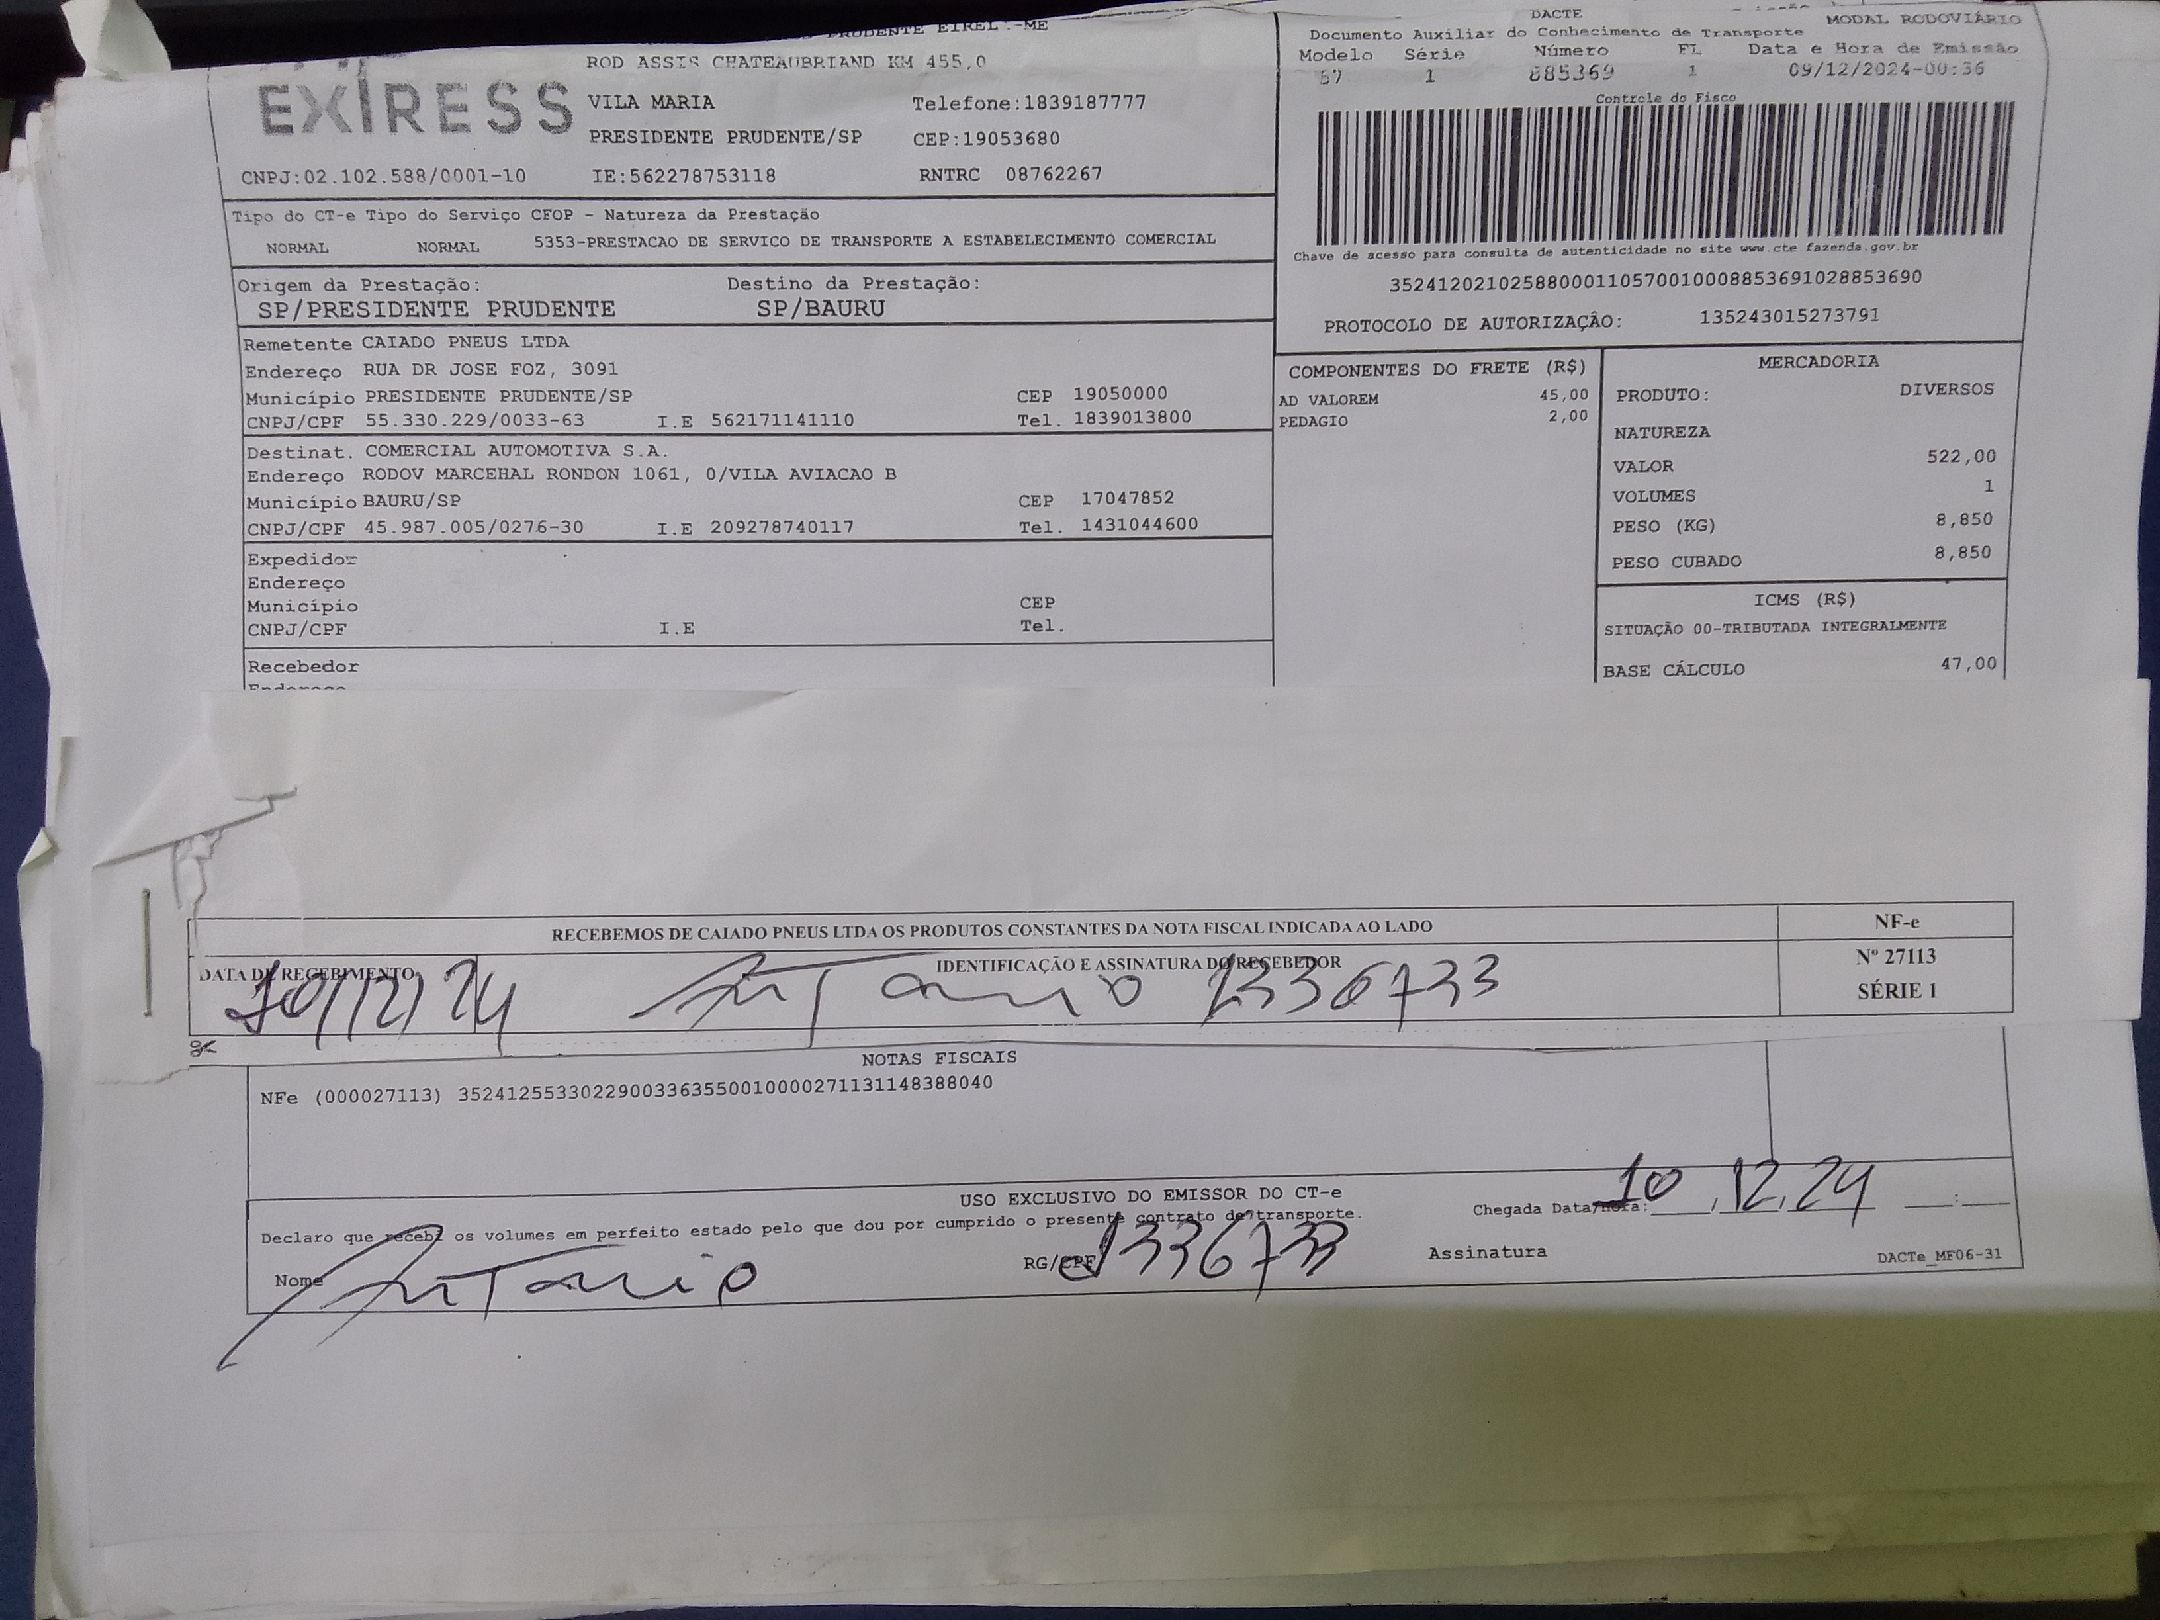 PRUDENTE EIREL -ME
ROD ASSIS CHATEAUBRIAND KM 455,0
EXPRESS
VILA MARIA Telefone:1839187777
PRESIDENTE PRUDENTE/SP CEP:19053680
CNPJ:02.102.588/0001-10 IE:562278753118 RNTRC 08762267
DACTE MODAL RODOVIÁRIO
Documento Auxiliar do Conhecimento de Transporte
Modelo Série Número FL Data e Hora de Emissão
57 1 885369 1 09/12/2024-00:36
Controle do Fisco
Chave de acesso para consulta de autenticidade no site www.cte fazenda.gov.br
35241202102588000110570010008853691028853690
PROTOCOLO DE AUTORIZAÇÃO: 135243015273791
Tipo do CT-e Tipo do Serviço CFOP - Natureza da Prestação
NORMAL NORMAL 5353-PRESTACAO DE SERVICO DE TRANSPORTE A ESTABELECIMENTO COMERCIAL
Origem da Prestação: Destino da Prestação:
SP/PRESIDENTE PRUDENTE SP/BAURU
Remetente CAIADO PNEUS LTDA
Endereço RUA DR JOSE FOZ, 3091
Município PRESIDENTE PRUDENTE/SP CEP 19050000
CNPJ/CPF 55.330.229/0033-63 I.E 562171141110 Tel. 1839013800
Destinat. COMERCIAL AUTOMOTIVA S.A.
Endereço RODOV MARCEHAL RONDON 1061, 0/VILA AVIACAO B
Município BAURU/SP CEP 17047852
CNPJ/CPF 45.987.005/0276-30 I.E 209278740117 Tel. 1431044600
Expedidor
Endereço
Município CEP
CNPJ/CPF I.E Tel.
Recebedor
Endereço
COMPONENTES DO FRETE (R$)
AD VALOREM 45,00
PEDAGIO 2,00
MERCADORIA
PRODUTO: DIVERSOS
NATUREZA
VALOR 522,00
VOLUMES 1
PESO (KG) 8,850
PESO CUBADO 8,850
ICMS (R$)
SITUAÇÃO 00-TRIBUTADA INTEGRALMENTE
BASE CÁLCULO 47,00
RECEBEMOS DE CAIADO PNEUS LTDA OS PRODUTOS CONSTANTES DA NOTA FISCAL INDICADA AO LADO
NF-e
Nº 27113
SÉRIE 1
DATA DE RECEBIMENTO IDENTIFICAÇÃO E ASSINATURA DO RECEBEDOR
10/12/24 Antonio 1336733
NOTAS FISCAIS
NFe (000027113) 35241255330229003363550010000271131148388040
USO EXCLUSIVO DO EMISSOR DO CT-e
Declaro que recebi os volumes em perfeito estado pelo que dou por cumprido o presente contrato de transporte.
Chegada Data/hora: 10.12.24
Nome Antonio RG/CPF 1336733 Assinatura
DACTe_MF06-31